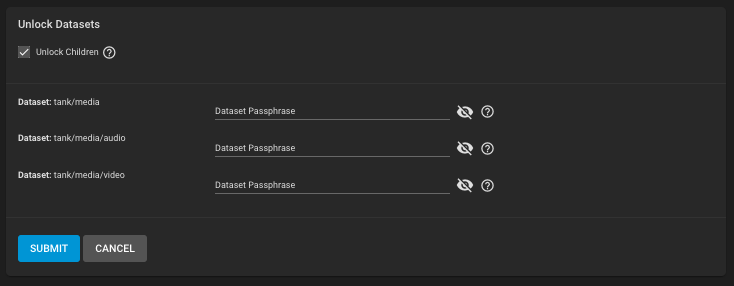 Unlock Datasets
Unlock Children ?
Dataset: tank/media
Dataset Passphrase ?
Dataset: tank/media/audio
Dataset Passphrase ?
Dataset: tank/media/video
Dataset Passphrase ?
SUBMIT CANCEL